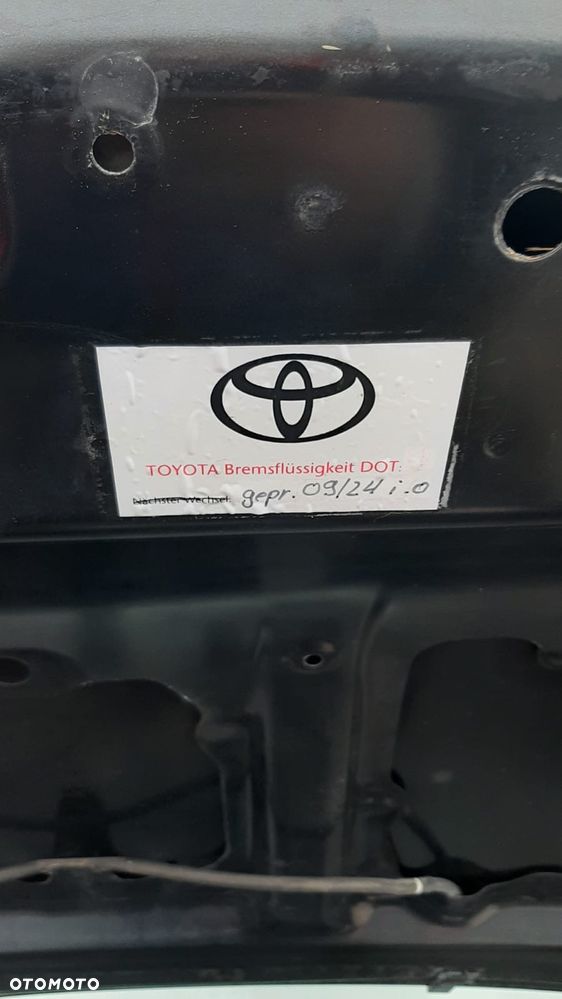 TOYOTA Bremsflüssigkeit DOT:
Nächster Wechsel: gepr. 09/24 i.o
OTOMOTO